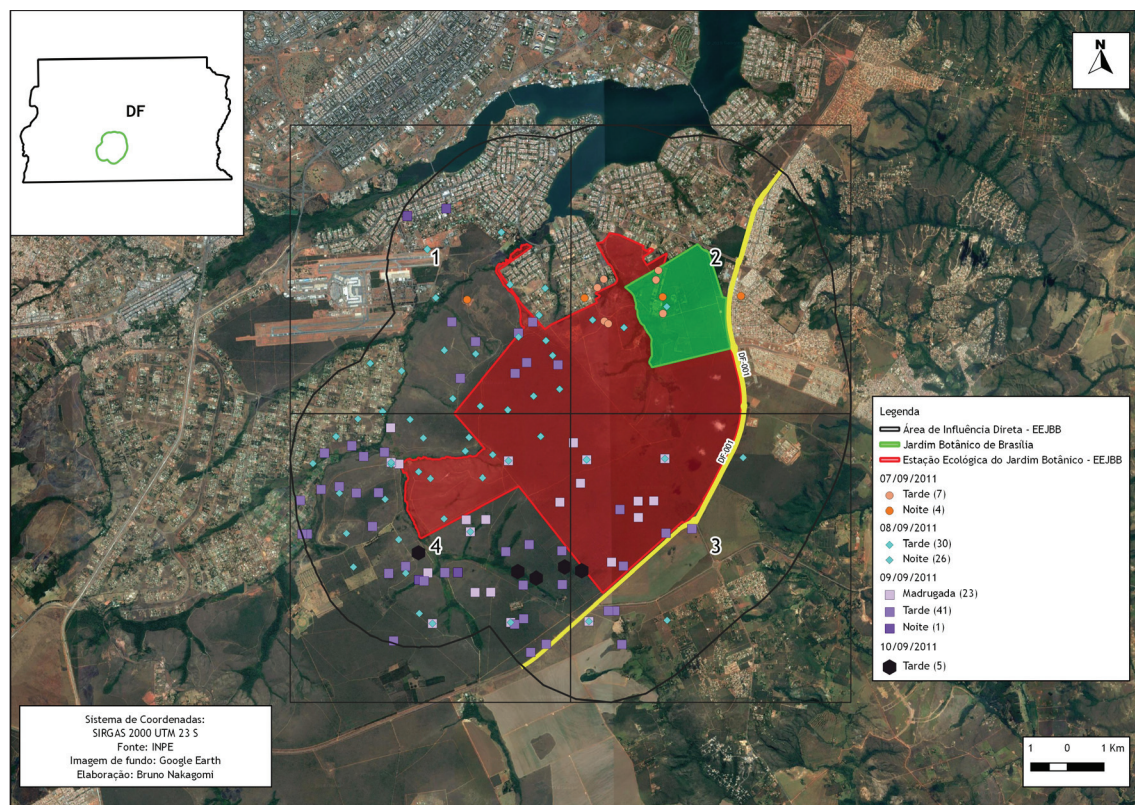 DF
N
1
2
DF-001
DF-001
4
3
Legenda
Área de Influência Direta - EEJBB
Jardim Botânico de Brasília
Estação Ecológica do Jardim Botânico - EEJBB
07/09/2011
Tarde (7)
Noite (4)
08/09/2011
Tarde (30)
Noite (26)
09/09/2011
Madrugada (23)
Tarde (41)
Noite (1)
10/09/2011
Tarde (5)
Sistema de Coordenadas:
SIRGAS 2000 UTM 23 S
Fonte: INPE
Imagem de fundo: Google Earth
Elaboração: Bruno Nakagomi
1 0 1 Km